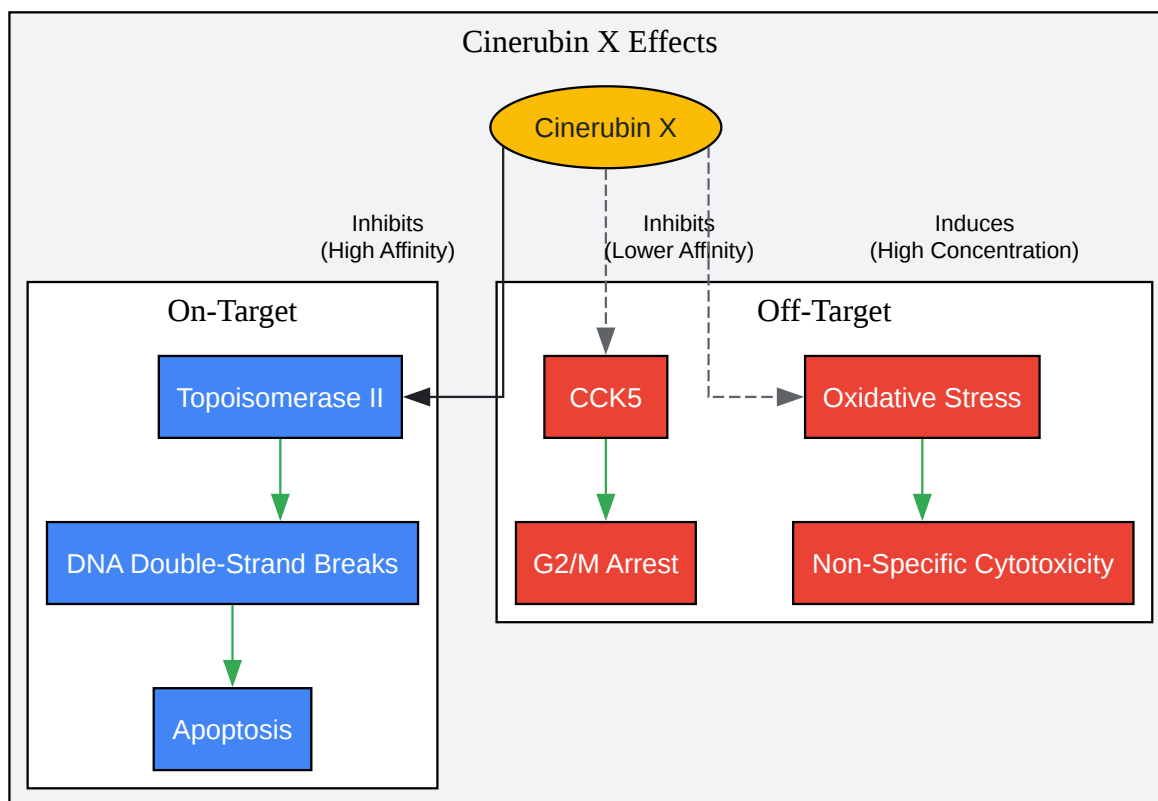 Cinerubin X Effects
Cinerubin X
Inhibits
(High Affinity)
Inhibits
(Lower Affinity)
Induces
(High Concentration)
On-Target
Off-Target
Topoisomerase II
CCK5
Oxidative Stress
DNA Double-Strand Breaks
G2/M Arrest
Non-Specific Cytotoxicity
Apoptosis